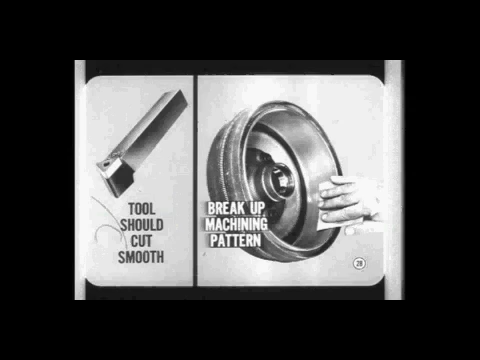 TOOL
SHOULD
CUT
SMOOTH
BREAK UP
MACHINING
PATTERN
28